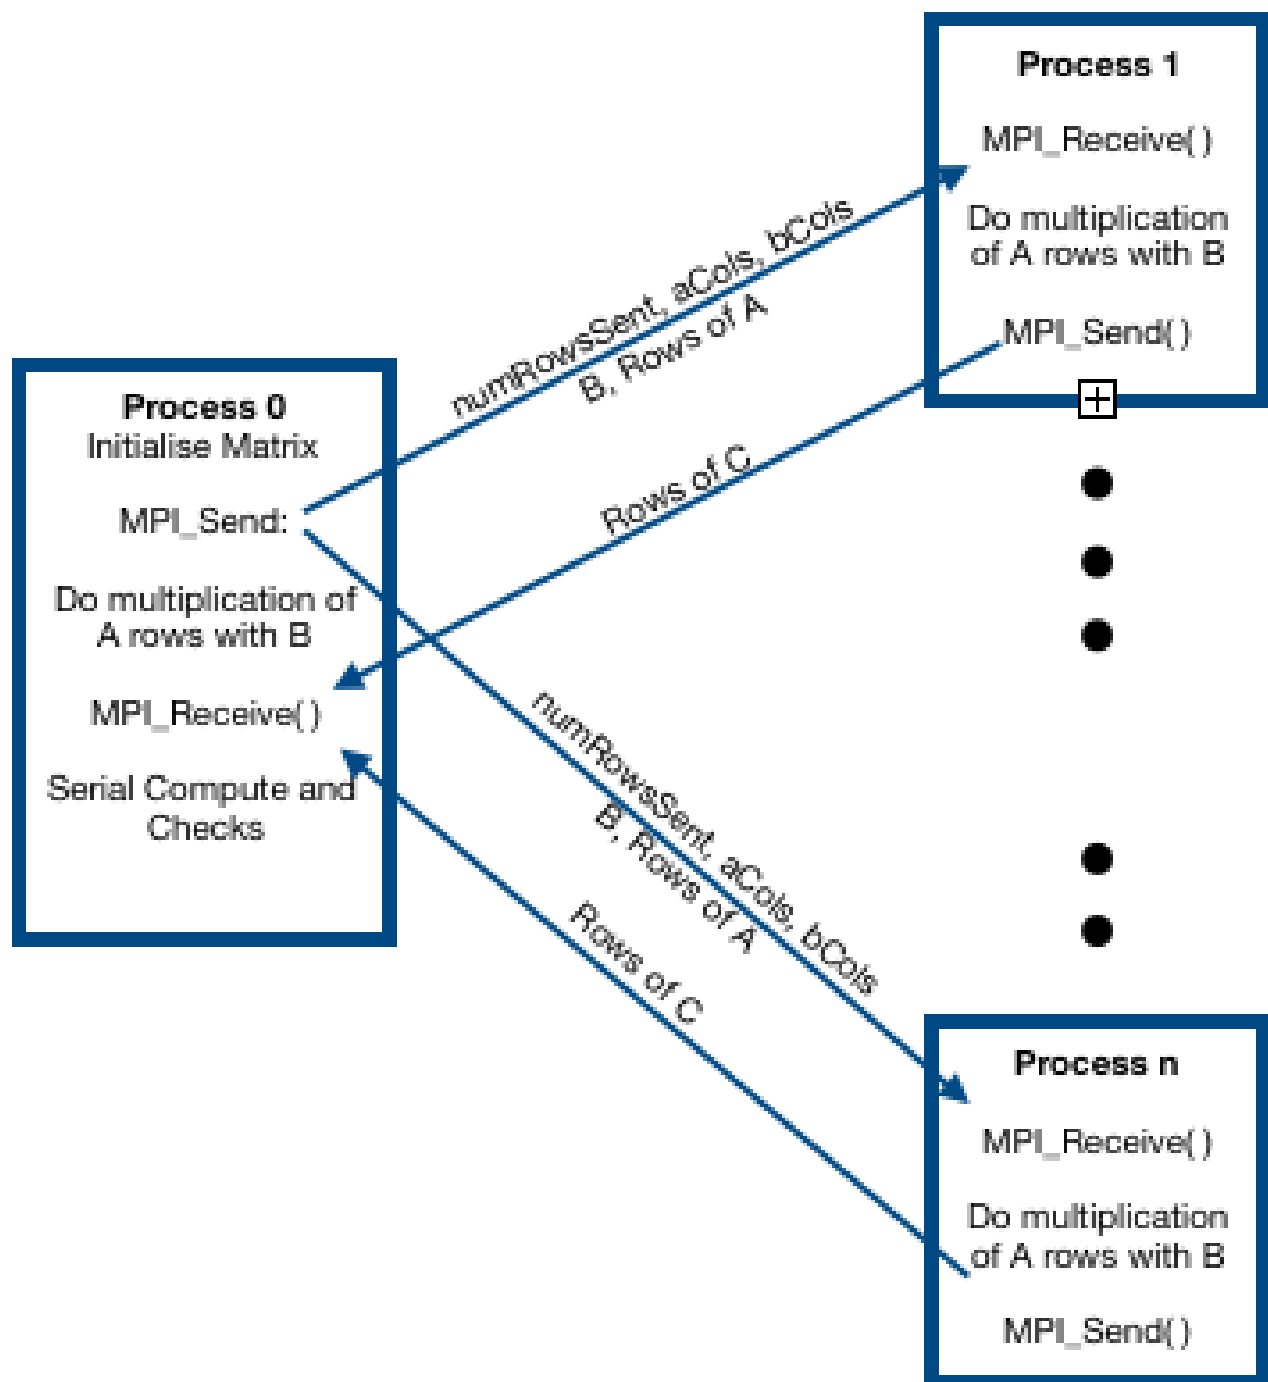 Process 1
MPI_Receive()
Do multiplication
of A rows with B
MPI_Send()
numRowsSent, aCols, bCols
B, Rows of A
Rows of C
Process 0
Initialise Matrix
MPI_Send:
Do multiplication of
A rows with B
MPI_Receive()
Serial Compute and
Checks
numRowsSent, aCols, bCols
B, Rows of A
Rows of C
Process n
MPI_Receive()
Do multiplication
of A rows with B
MPI_Send()